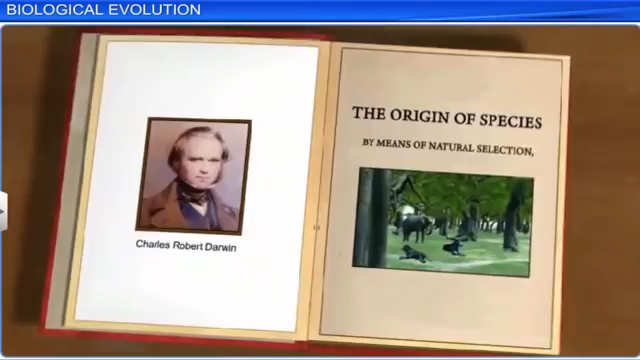 BIOLOGICAL EVOLUTION
Charles Robert Darwin
THE ORIGIN OF SPECIES
BY MEANS OF NATURAL SELECTION,